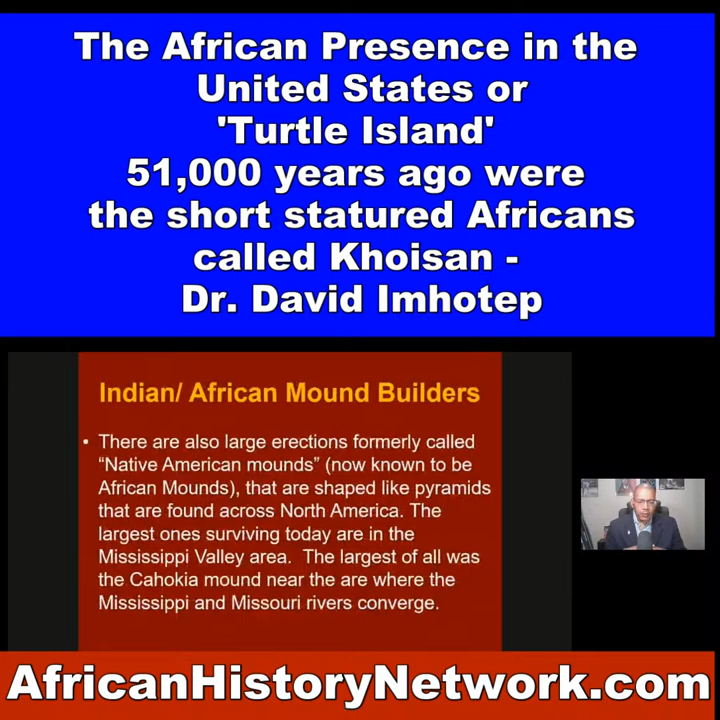 The African Presence in the
United States or
'Turtle Island'
51,000 years ago were
the short statured Africans
called Khoisan -
Dr. David Imhotep
Indian/ African Mound Builders
• There are also large erections formerly called
“Native American mounds” (now known to be
African Mounds), that are shaped like pyramids
that are found across North America. The
largest ones surviving today are in the
Mississippi Valley area.  The largest of all was
the Cahokia mound near the are where the
Mississippi and Missouri rivers converge.
AfricanHistoryNetwork.com